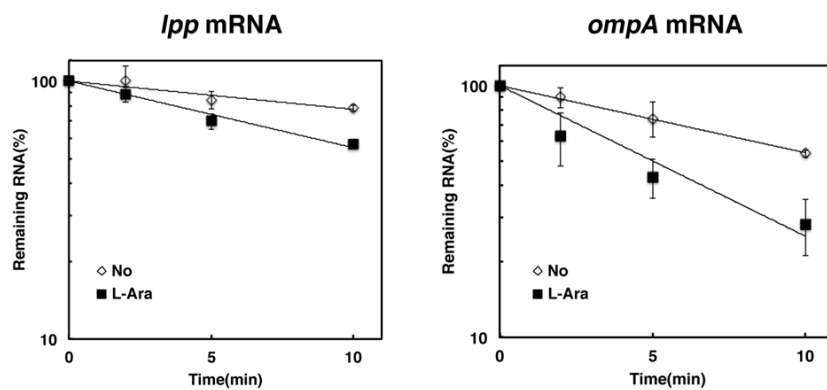 lpp mRNA
Remaining RNA(%)
100
10
No
L-Ara
0
5
10
Time(min)
ompA mRNA
Remaining RNA(%)
100
10
No
L-Ara
0
5
10
Time(min)